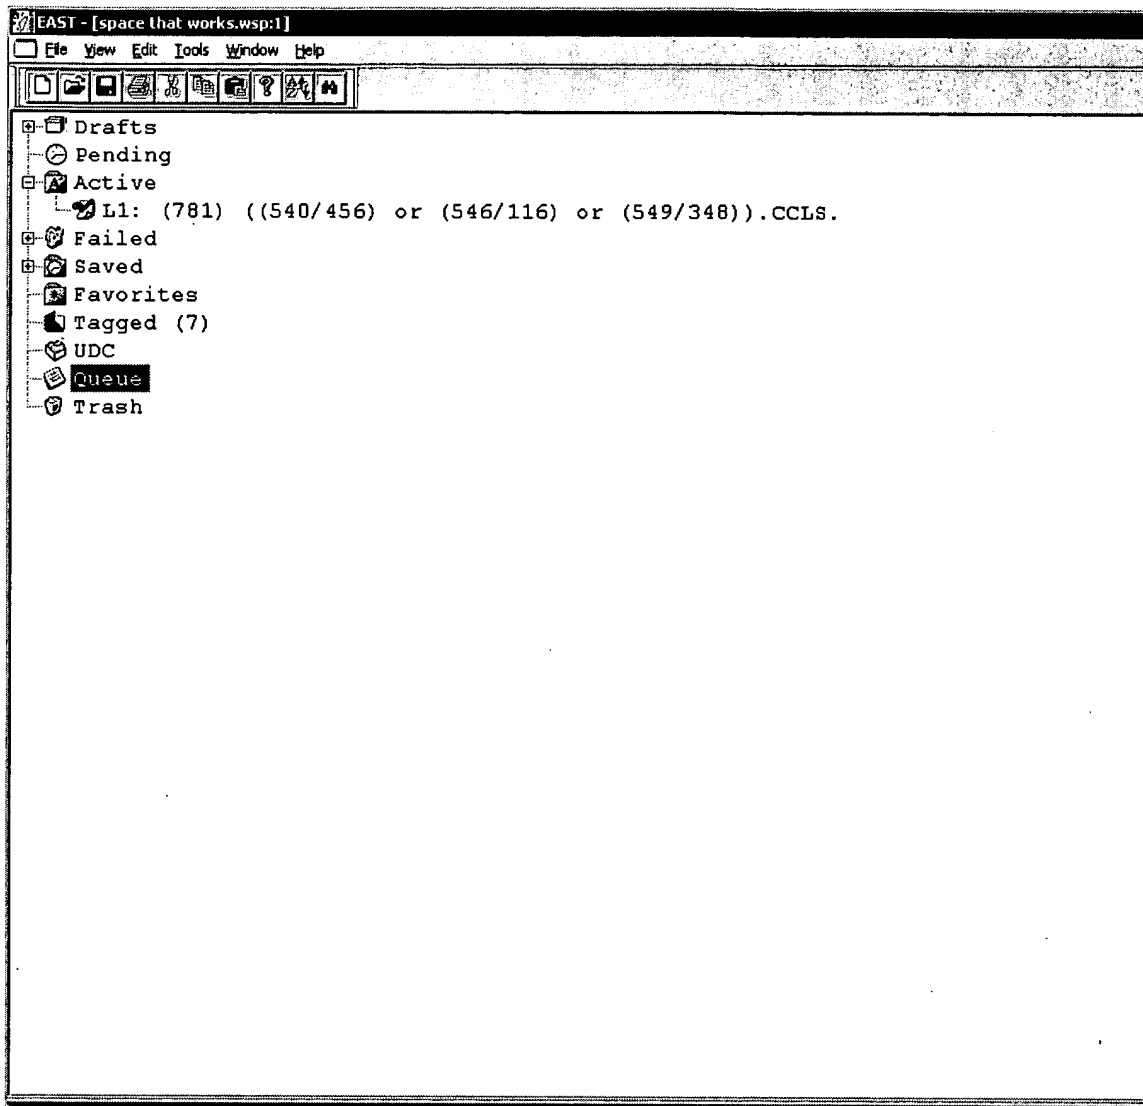 EAST - [space that works.wsp:1]
File View Edit Tools Window Help
Drafts
Pending
Active
L1: (781) ((540/456) or (546/116) or (549/348)).CCLS.
Failed
Saved
Favorites
Tagged (7)
UDC
Queue
Trash